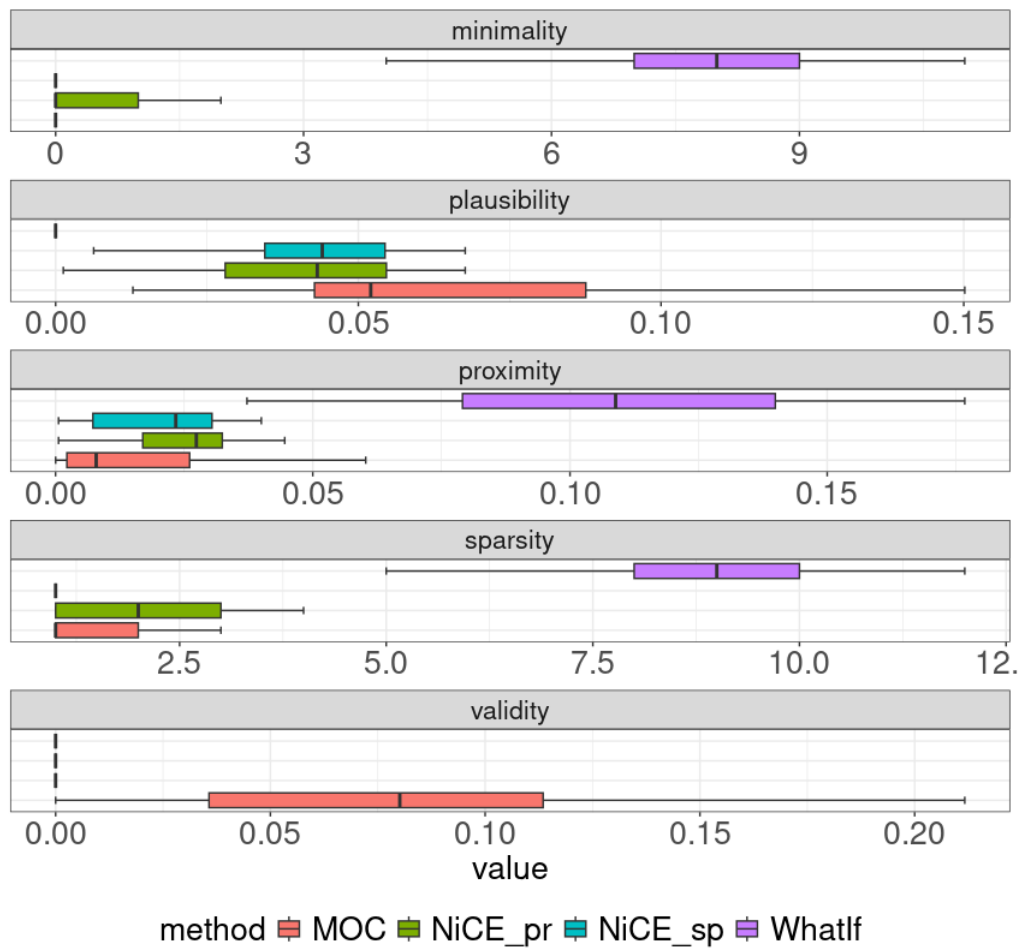 minimality
0 3 6 9
plausibility
0.00 0.05 0.10 0.15
proximity
0.00 0.05 0.10 0.15
sparsity
2.5 5.0 7.5 10.0 12.
validity
0.00 0.05 0.10 0.15 0.20
value
method MOC NiCE_pr NiCE_sp WhatIf